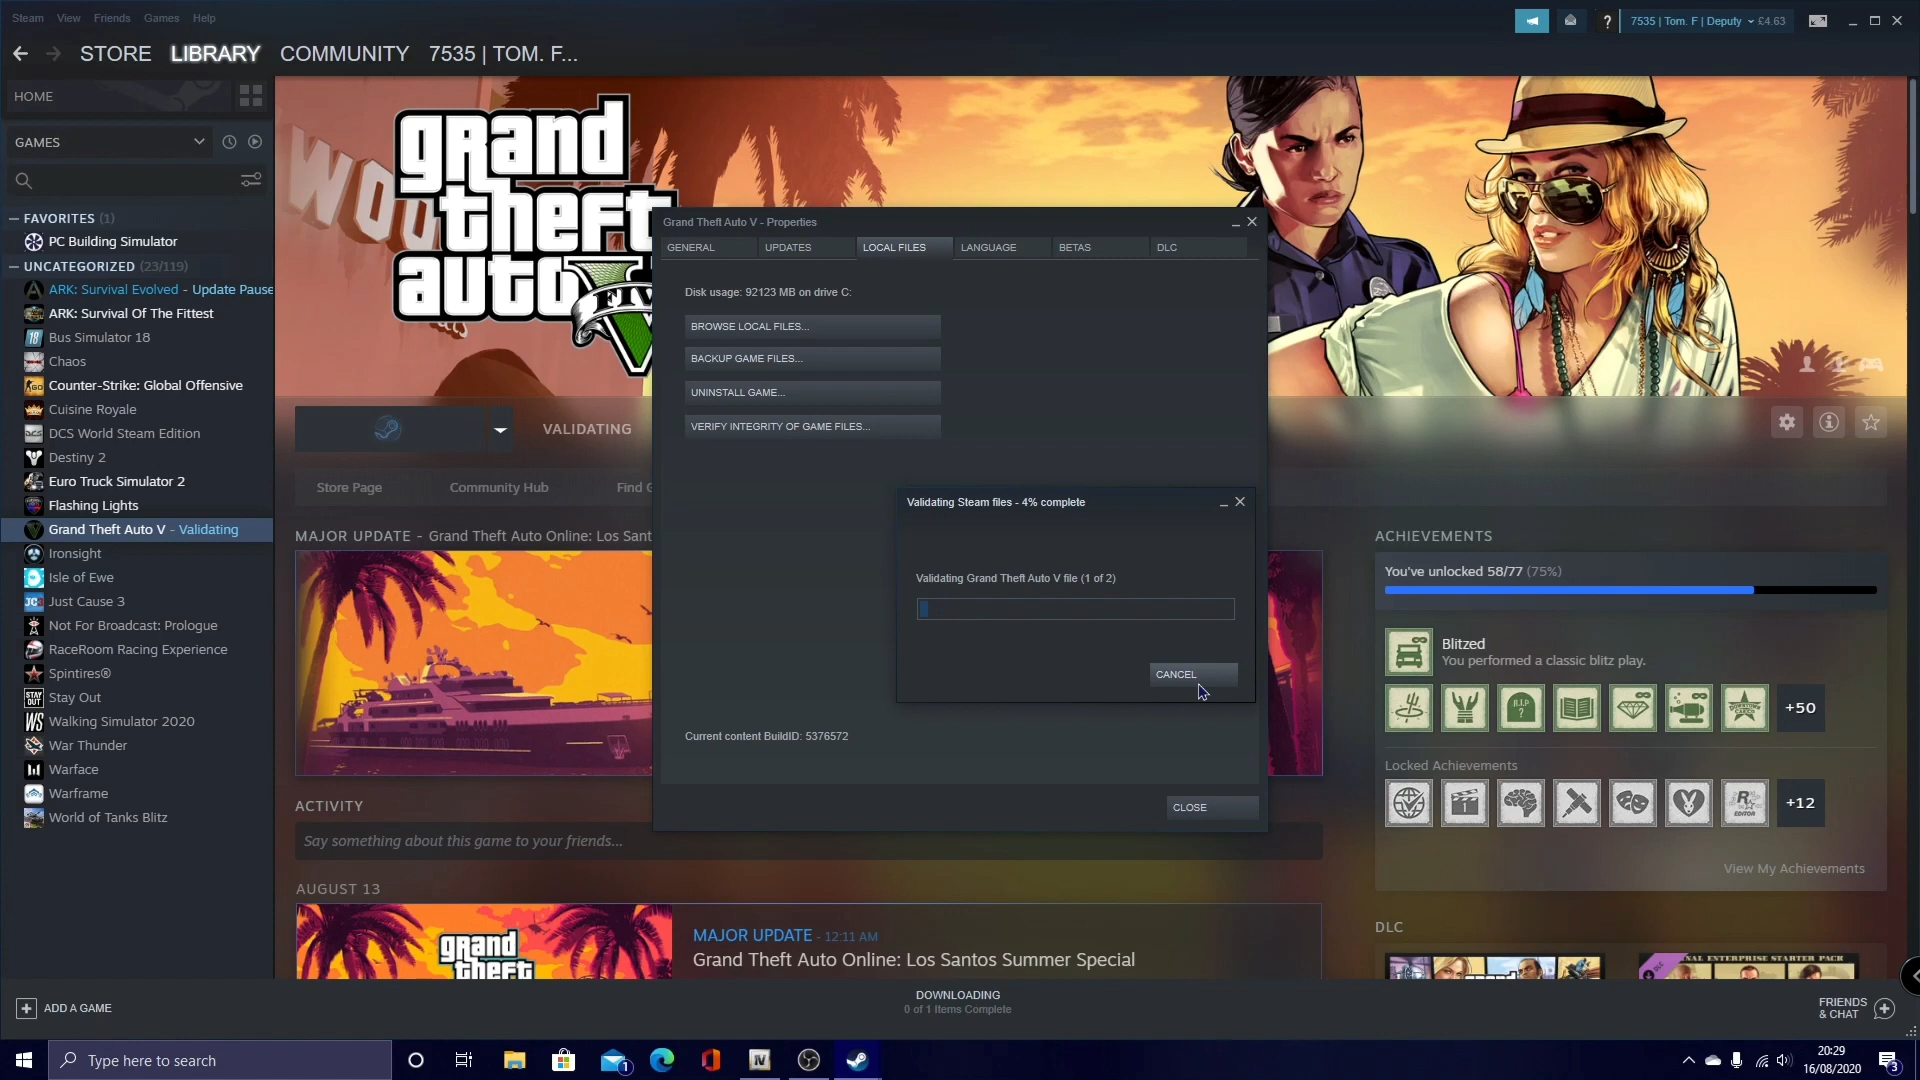 Steam View Friends Games Help
7535 | Tom. F | Deputy £4.63
STORE LIBRARY COMMUNITY 7535 | TOM. F...
HOME
GAMES
FAVORITES (1)
PC Building Simulator
UNCATEGORIZED (23/119)
ARK: Survival Evolved - Update Pause
ARK: Survival Of The Fittest
Bus Simulator 18
Chaos
Counter-Strike: Global Offensive
Cuisine Royale
DCS World Steam Edition
Destiny 2
Euro Truck Simulator 2
Flashing Lights
Grand Theft Auto V - Validating
Ironsight
Isle of Ewe
Just Cause 3
Not For Broadcast: Prologue
RaceRoom Racing Experience
Spintires®
Stay Out
Walking Simulator 2020
War Thunder
Warface
Warframe
World of Tanks Blitz
ADD A GAME
grand
theft
auto
FIV
VALIDATING
Store Page Community Hub Find G
MAJOR UPDATE - Grand Theft Auto Online: Los Sant
Grand Theft Auto V - Properties
GENERAL UPDATES LOCAL FILES LANGUAGE BETAS DLC
Disk usage: 92123 MB on drive C:
BROWSE LOCAL FILES...
BACKUP GAME FILES...
UNINSTALL GAME...
VERIFY INTEGRITY OF GAME FILES...
Validating Steam files - 4% complete
Validating Grand Theft Auto V file (1 of 2)
CANCEL
Current content BuildID: 5376572
CLOSE
ACTIVITY
Say something about this game to your friends...
AUGUST 13
grand
theft
MAJOR UPDATE - 12:11 AM
Grand Theft Auto Online: Los Santos Summer Special
ACHIEVEMENTS
You've unlocked 58/77 (75%)
Blitzed
You performed a classic blitz play.
+50
Locked Achievements
+12
View My Achievements
DLC
DOWNLOADING
0 of 1 Items Complete
FRIENDS
& CHAT
Type here to search
1
20:29
16/08/2020
3